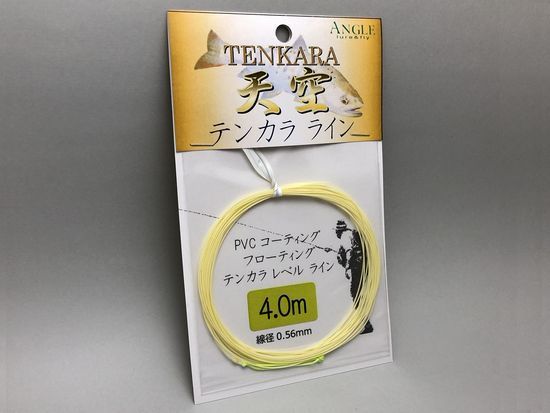 ANGLE
lure&fly
TENKARA
天空
テンカラ ライン
PVC コーティング
フローティング
テンカラ レベル ライン
4.0m
線径 0.56mm